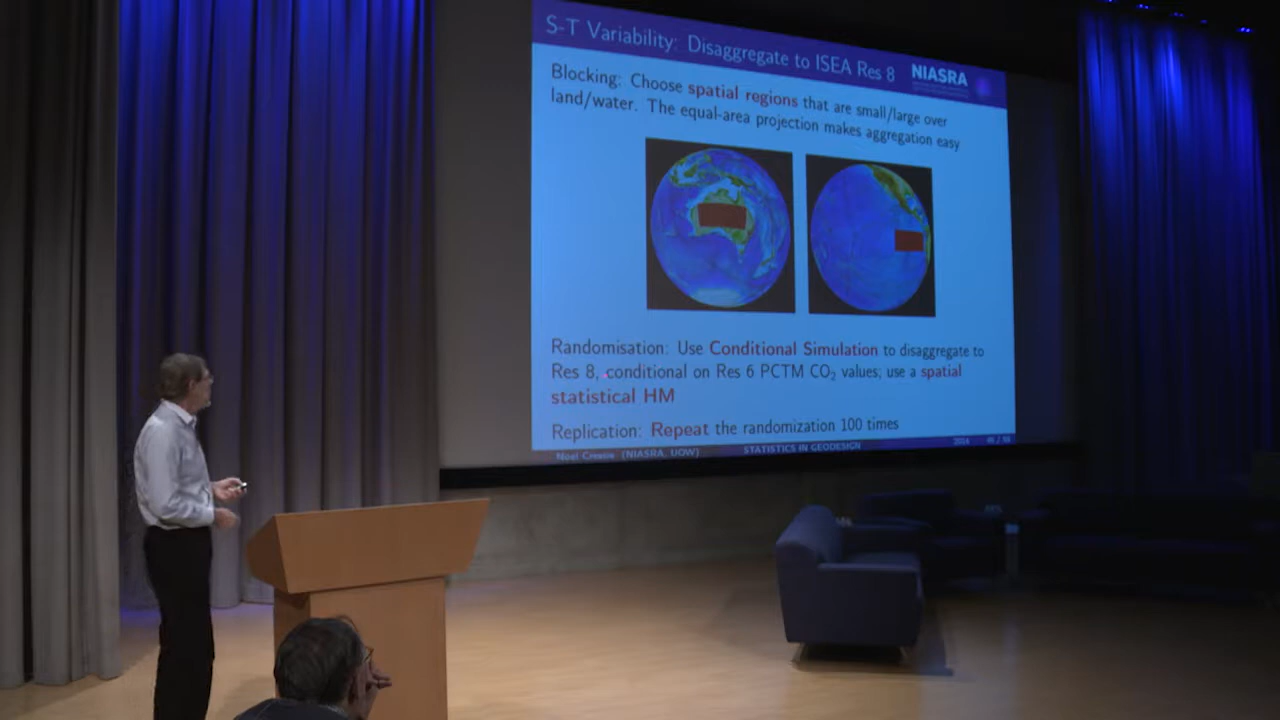 S-T Variability: Disaggregate to ISEA Res 8
NIASRA
Blocking: Choose spatial regions that are small/large over
land/water. The equal-area projection makes aggregation easy
Randomisation: Use Conditional Simulation to disaggregate to
Res 8, conditional on Res 6 PCTM CO₂ values; use a spatial
statistical HM
Replication: Repeat the randomization 100 times
Noel Cressie (NIASRA, UOW) STATISTICS IN GEODESIGN 2014